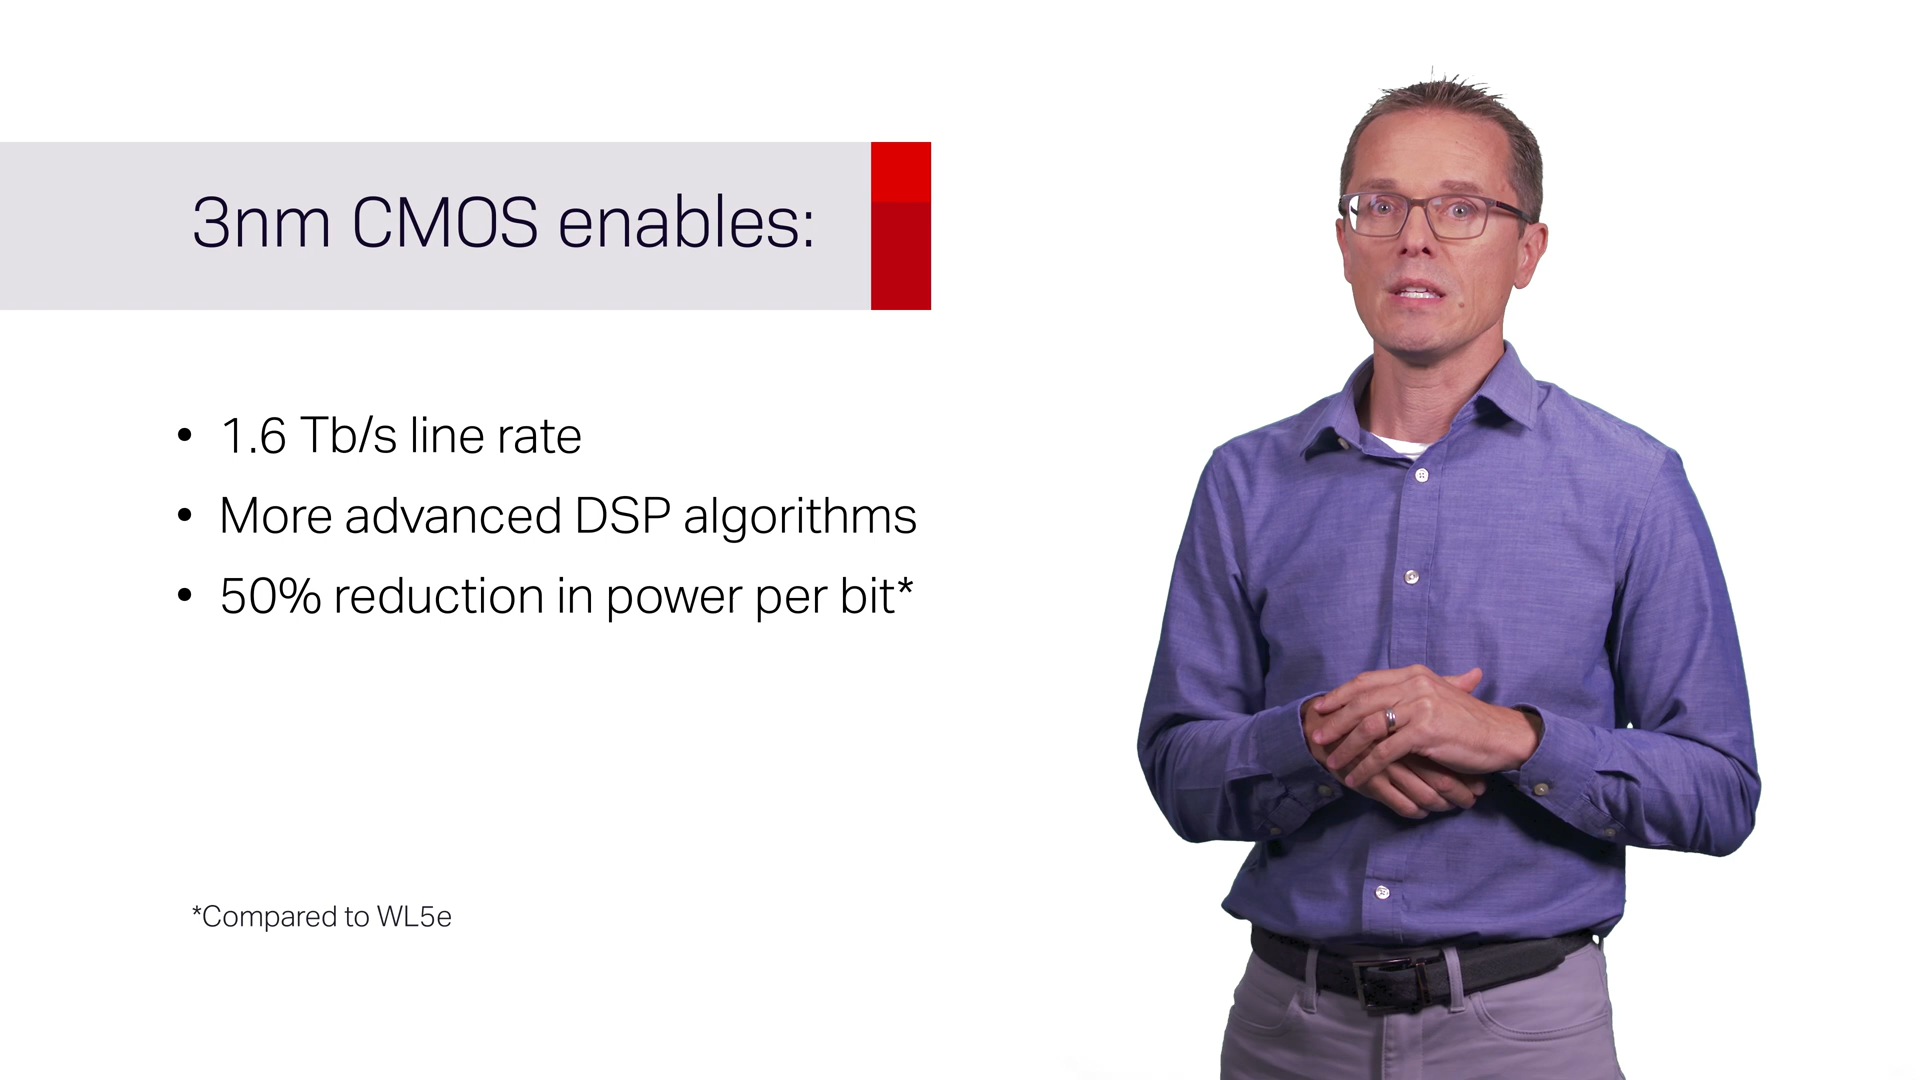 3nm CMOS enables:
• 1.6 Tb/s line rate
• More advanced DSP algorithms
• 50% reduction in power per bit*
*Compared to WL5e